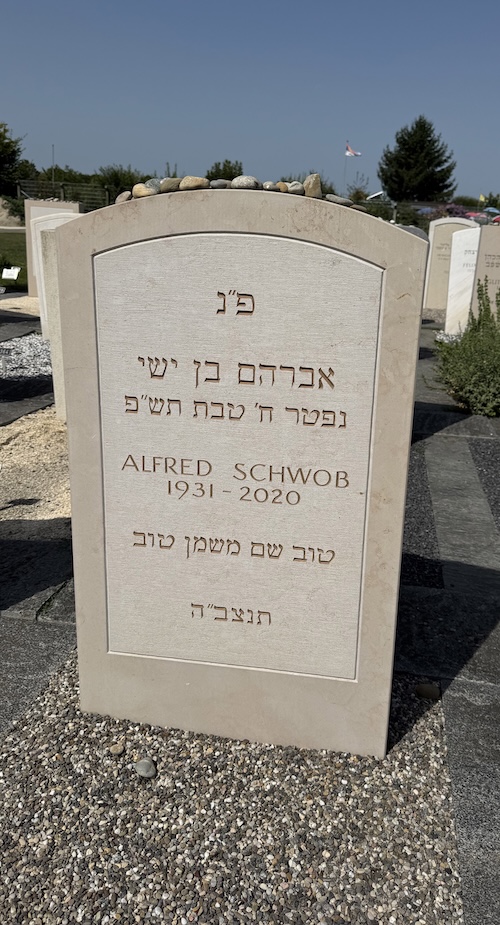 פ״נ
אברהם בן ישי
נפטר ח׳ טבת תש״פ
ALFRED SCHWOB
1931 - 2020
טוב שם משמן טוב
תנצב״ה